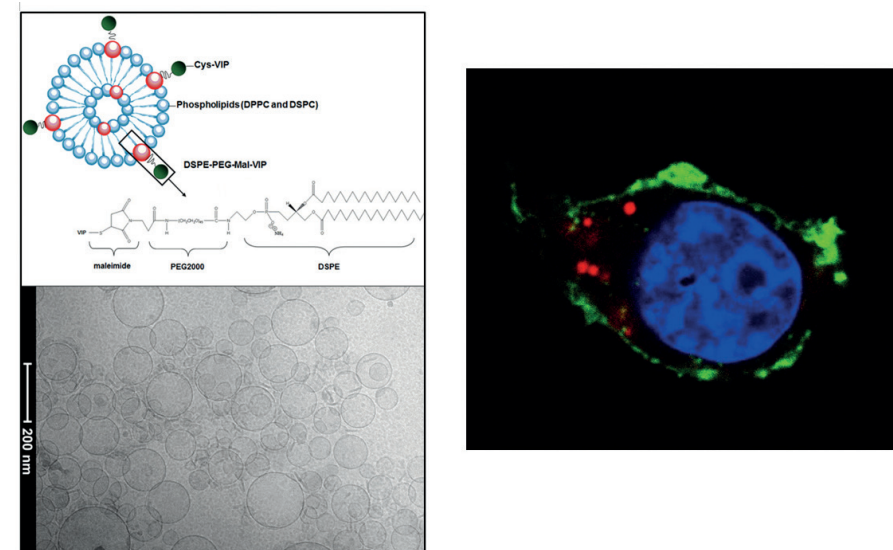 Cys-VIP
Phospholipids (DPPC and DSPC)
DSPE-PEG-Mal-VIP
VIP
maleimide
PEG2000
DSPE
200 nm